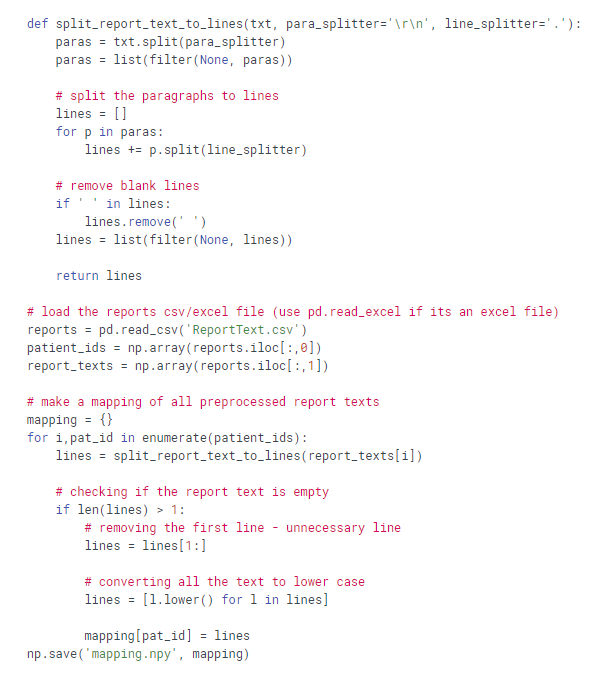 def split_report_text_to_lines(txt, para_splitter='\r\n', line_splitter='.'):
    paras = txt.split(para_splitter)
    paras = list(filter(None, paras))

    # split the paragraphs to lines
    lines = []
    for p in paras:
        lines += p.split(line_splitter)

    # remove blank lines
    if ' ' in lines:
        lines.remove(' ')
    lines = list(filter(None, lines))

    return lines

# load the reports csv/excel file (use pd.read_excel if its an excel file)
reports = pd.read_csv('ReportText.csv')
patient_ids = np.array(reports.iloc[:,0])
report_texts = np.array(reports.iloc[:,1])

# make a mapping of all preprocessed report texts
mapping = {}
for i,pat_id in enumerate(patient_ids):
    lines = split_report_text_to_lines(report_texts[i])

    # checking if the report text is empty
    if len(lines) > 1:
        # removing the first line - unnecessary line
        lines = lines[1:]

        # converting all the text to lower case
        lines = [l.lower() for l in lines]

        mapping[pat_id] = lines
np.save('mapping.npy', mapping)